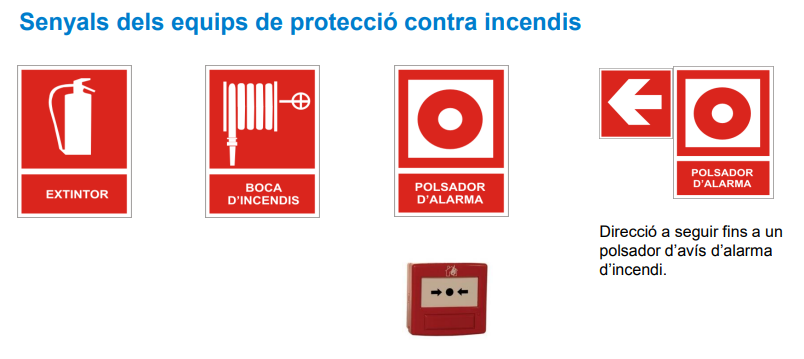 Senyals dels equips de protecció contra incendis
EXTINTOR
BOCA
D'INCENDIS
POLSADOR
D'ALARMA
POLSADOR
D'ALARMA
Direcció a seguir fins a un
polsador d'avís d'alarma
d'incendi.